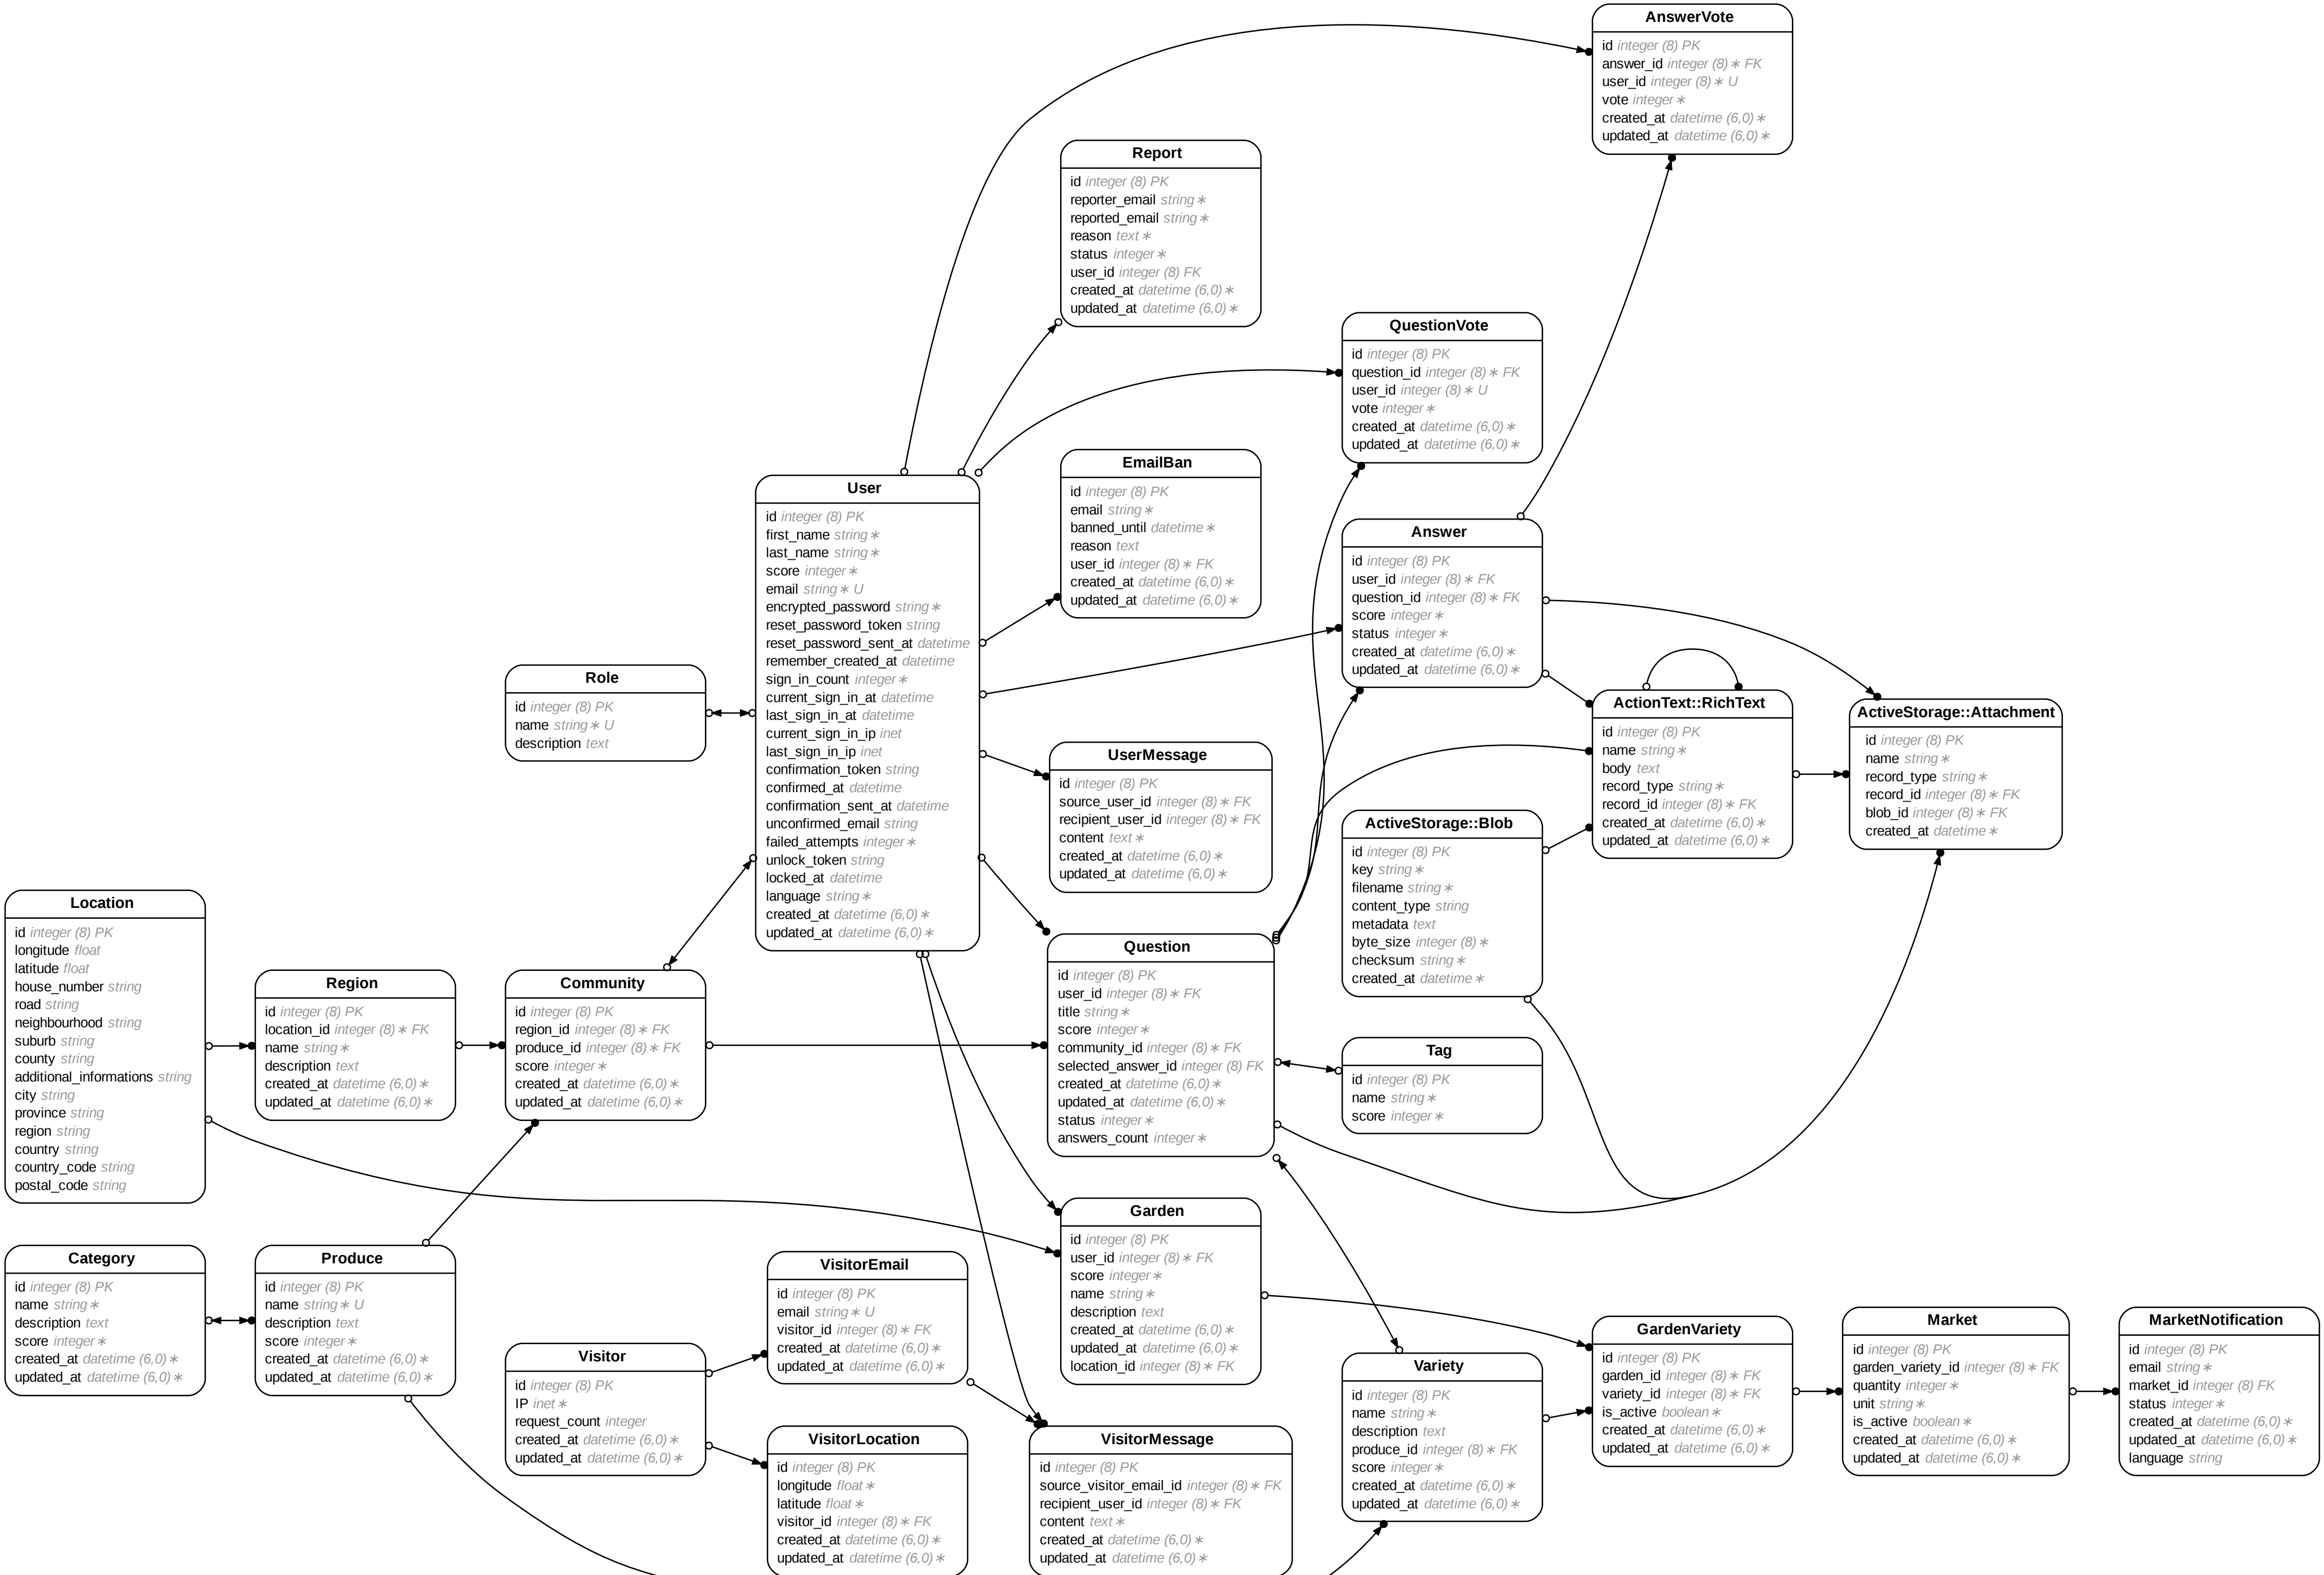 AnswerVote
id integer (8) PK
answer_id integer (8)∗ FK
user_id integer (8)∗ U
vote integer∗
created_at datetime (6,0)∗
updated_at datetime (6,0)∗
Report
id integer (8) PK
reporter_email string∗
reported_email string∗
reason text∗
status integer∗
user_id integer (8) FK
created_at datetime (6,0)∗
updated_at datetime (6,0)∗
QuestionVote
id integer (8) PK
question_id integer (8)∗ FK
user_id integer (8)∗ U
vote integer∗
created_at datetime (6,0)∗
updated_at datetime (6,0)∗
EmailBan
id integer (8) PK
email string∗
banned_until datetime∗
reason text
user_id integer (8)∗ FK
created_at datetime (6,0)∗
updated_at datetime (6,0)∗
User
id integer (8) PK
first_name string∗
last_name string∗
score integer∗
email string∗ U
encrypted_password string∗
reset_password_token string
reset_password_sent_at datetime
remember_created_at datetime
sign_in_count integer∗
current_sign_in_at datetime
last_sign_in_at datetime
current_sign_in_ip inet
last_sign_in_ip inet
confirmation_token string
confirmed_at datetime
confirmation_sent_at datetime
unconfirmed_email string
failed_attempts integer∗
unlock_token string
locked_at datetime
language string∗
created_at datetime (6,0)∗
updated_at datetime (6,0)∗
Answer
id integer (8) PK
user_id integer (8)∗ FK
question_id integer (8)∗ FK
score integer∗
status integer∗
created_at datetime (6,0)∗
updated_at datetime (6,0)∗
Role
id integer (8) PK
name string∗ U
description text
ActionText::RichText
id integer (8) PK
name string∗
body text
record_type string∗
record_id integer (8)∗ FK
created_at datetime (6,0)∗
updated_at datetime (6,0)∗
ActiveStorage::Attachment
id integer (8) PK
name string∗
record_type string∗
record_id integer (8)∗ FK
blob_id integer (8)∗ FK
created_at datetime∗
UserMessage
id integer (8) PK
source_user_id integer (8)∗ FK
recipient_user_id integer (8)∗ FK
content text∗
created_at datetime (6,0)∗
updated_at datetime (6,0)∗
ActiveStorage::Blob
id integer (8) PK
key string∗
filename string∗
content_type string
metadata text
byte_size integer (8)∗
checksum string∗
created_at datetime∗
Location
id integer (8) PK
longitude float
latitude float
house_number string
road string
neighbourhood string
suburb string
county string
additional_informations string
city string
province string
region string
country string
country_code string
postal_code string
Region
id integer (8) PK
location_id integer (8)∗ FK
name string∗
description text
created_at datetime (6,0)∗
updated_at datetime (6,0)∗
Community
id integer (8) PK
region_id integer (8)∗ FK
produce_id integer (8)∗ FK
score integer∗
created_at datetime (6,0)∗
updated_at datetime (6,0)∗
Question
id integer (8) PK
user_id integer (8)∗ FK
title string∗
score integer∗
community_id integer (8)∗ FK
selected_answer_id integer (8) FK
created_at datetime (6,0)∗
updated_at datetime (6,0)∗
status integer∗
answers_count integer∗
Tag
id integer (8) PK
name string∗
score integer∗
Garden
id integer (8) PK
user_id integer (8)∗ FK
score integer∗
name string∗
description text
created_at datetime (6,0)∗
updated_at datetime (6,0)∗
location_id integer (8)∗ FK
Category
id integer (8) PK
name string∗
description text
score integer∗
created_at datetime (6,0)∗
updated_at datetime (6,0)∗
Produce
id integer (8) PK
name string∗ U
description text
score integer∗
created_at datetime (6,0)∗
updated_at datetime (6,0)∗
VisitorEmail
id integer (8) PK
email string∗ U
visitor_id integer (8)∗ FK
created_at datetime (6,0)∗
updated_at datetime (6,0)∗
Visitor
id integer (8) PK
IP inet∗
request_count integer
created_at datetime (6,0)∗
updated_at datetime (6,0)∗
VisitorLocation
id integer (8) PK
longitude float∗
latitude float∗
visitor_id integer (8)∗ FK
created_at datetime (6,0)∗
updated_at datetime (6,0)∗
VisitorMessage
id integer (8) PK
source_visitor_email_id integer (8)∗ FK
recipient_user_id integer (8)∗ FK
content text∗
created_at datetime (6,0)∗
updated_at datetime (6,0)∗
Variety
id integer (8) PK
name string∗
description text
produce_id integer (8)∗ FK
score integer∗
created_at datetime (6,0)∗
updated_at datetime (6,0)∗
GardenVariety
id integer (8) PK
garden_id integer (8)∗ FK
variety_id integer (8)∗ FK
is_active boolean∗
created_at datetime (6,0)∗
updated_at datetime (6,0)∗
Market
id integer (8) PK
garden_variety_id integer (8)∗ FK
quantity integer∗
unit string∗
is_active boolean∗
created_at datetime (6,0)∗
updated_at datetime (6,0)∗
MarketNotification
id integer (8) PK
email string∗
market_id integer (8) FK
status integer∗
created_at datetime (6,0)∗
updated_at datetime (6,0)∗
language string